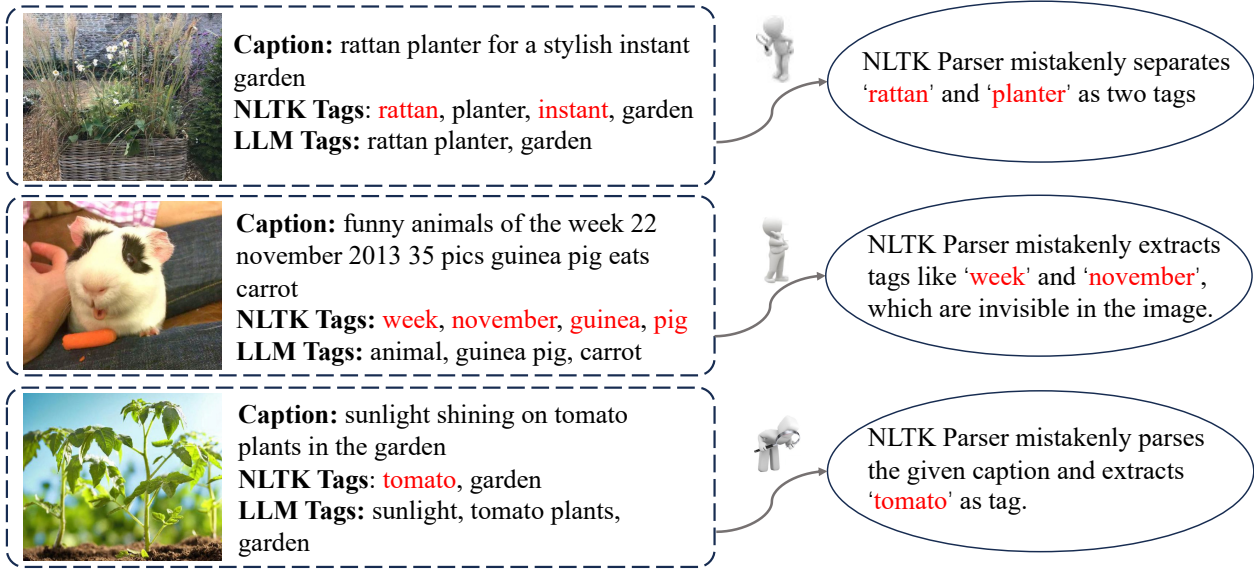 Caption: rattan planter for a stylish instant
garden
NLTK Tags: rattan, planter, instant, garden
LLM Tags: rattan planter, garden
NLTK Parser mistakenly separates
‘rattan’ and ‘planter’ as two tags
Caption: funny animals of the week 22
november 2013 35 pics guinea pig eats
carrot
NLTK Tags: week, november, guinea, pig
LLM Tags: animal, guinea pig, carrot
NLTK Parser mistakenly extracts
tags like ‘week’ and ‘november’,
which are invisible in the image.
Caption: sunlight shining on tomato
plants in the garden
NLTK Tags: tomato, garden
LLM Tags: sunlight, tomato plants,
garden
NLTK Parser mistakenly parses
the given caption and extracts
‘tomato’ as tag.